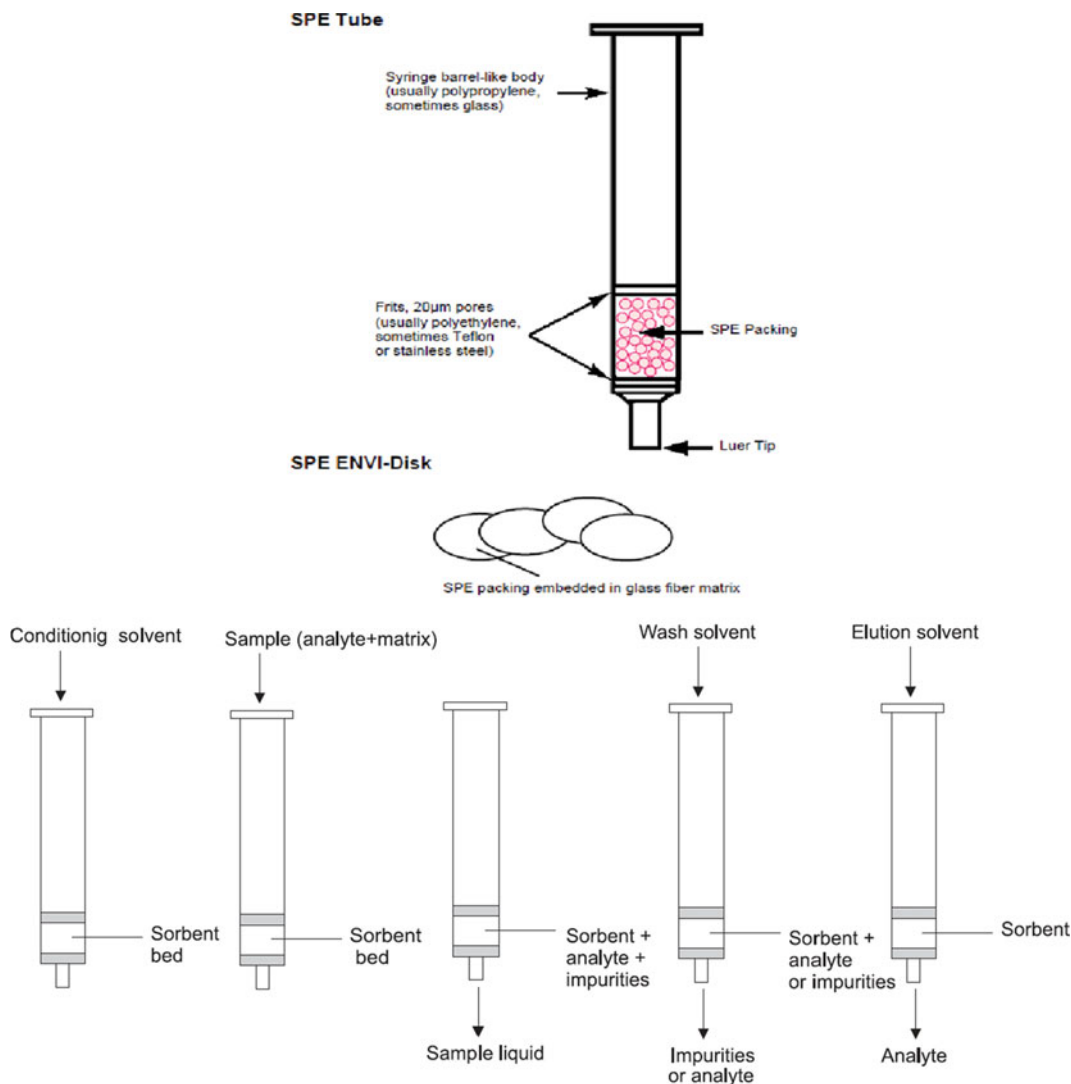 SPE Tube
Syringe barrel-like body
(usually polypropylene,
sometimes glass)
Frits, 20µm pores
(usually polyethylene,
sometimes Teflon
or stainless steel)
SPE Packing
Luer Tip
SPE ENVI-Disk
SPE packing embedded in glass fiber matrix
Conditionig solvent
Sample (analyte+matrix)
Wash solvent
Elution solvent
Sorbent
bed
Sorbent
bed
Sorbent +
analyte +
impurities
Sorbent +
analyte
or impurities
Sorbent
Sample liquid
Impurities
or analyte
Analyte